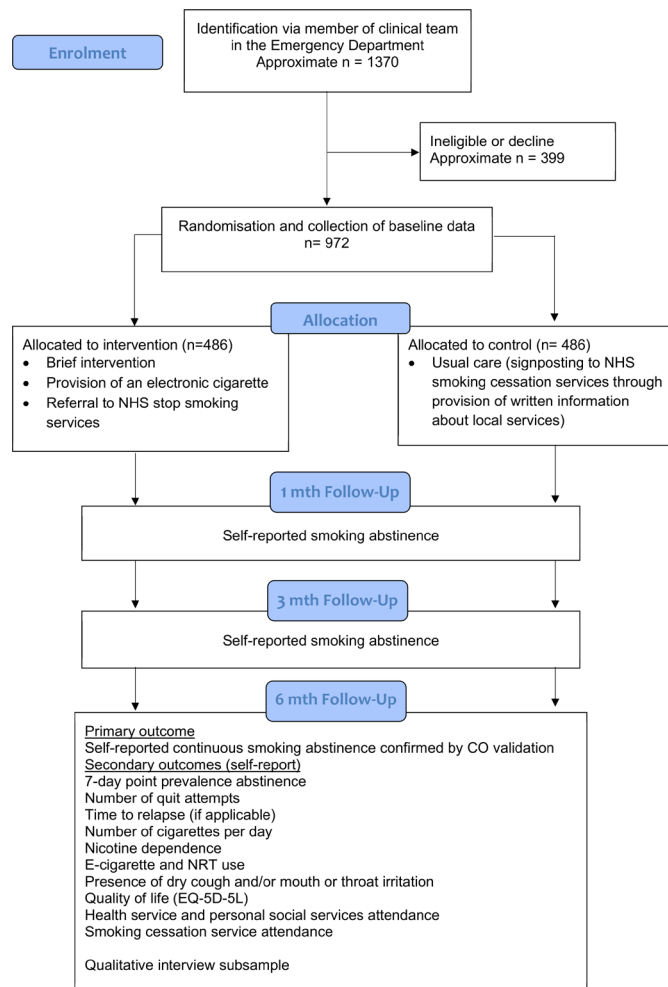 Enrolment
Identification via member of clinical team
in the Emergency Department
Approximate n = 1370
Ineligible or decline
Approximate n = 399
Randomisation and collection of baseline data
n= 972
Allocation
Allocated to intervention (n=486)
• Brief intervention
• Provision of an electronic cigarette
• Referral to NHS stop smoking
services
Allocated to control (n= 486)
• Usual care (signposting to NHS
smoking cessation services through
provision of written information
about local services)
1 mth Follow-Up
Self-reported smoking abstinence
3 mth Follow-Up
Self-reported smoking abstinence
6 mth Follow-Up
Primary outcome
Self-reported continuous smoking abstinence confirmed by CO validation
Secondary outcomes (self-report)
7-day point prevalence abstinence
Number of quit attempts
Time to relapse (if applicable)
Number of cigarettes per day
Nicotine dependence
E-cigarette and NRT use
Presence of dry cough and/or mouth or throat irritation
Quality of life (EQ-5D-5L)
Health service and personal social services attendance
Smoking cessation service attendance
Qualitative interview subsample